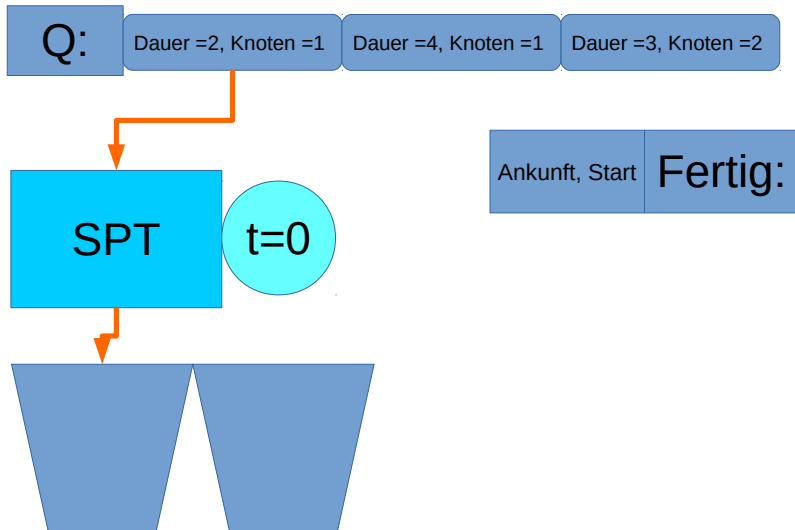 Q:
Dauer =2, Knoten =1
Dauer =4, Knoten =1
Dauer =3, Knoten =2
Ankunft, Start
Fertig:
SPT
t=0